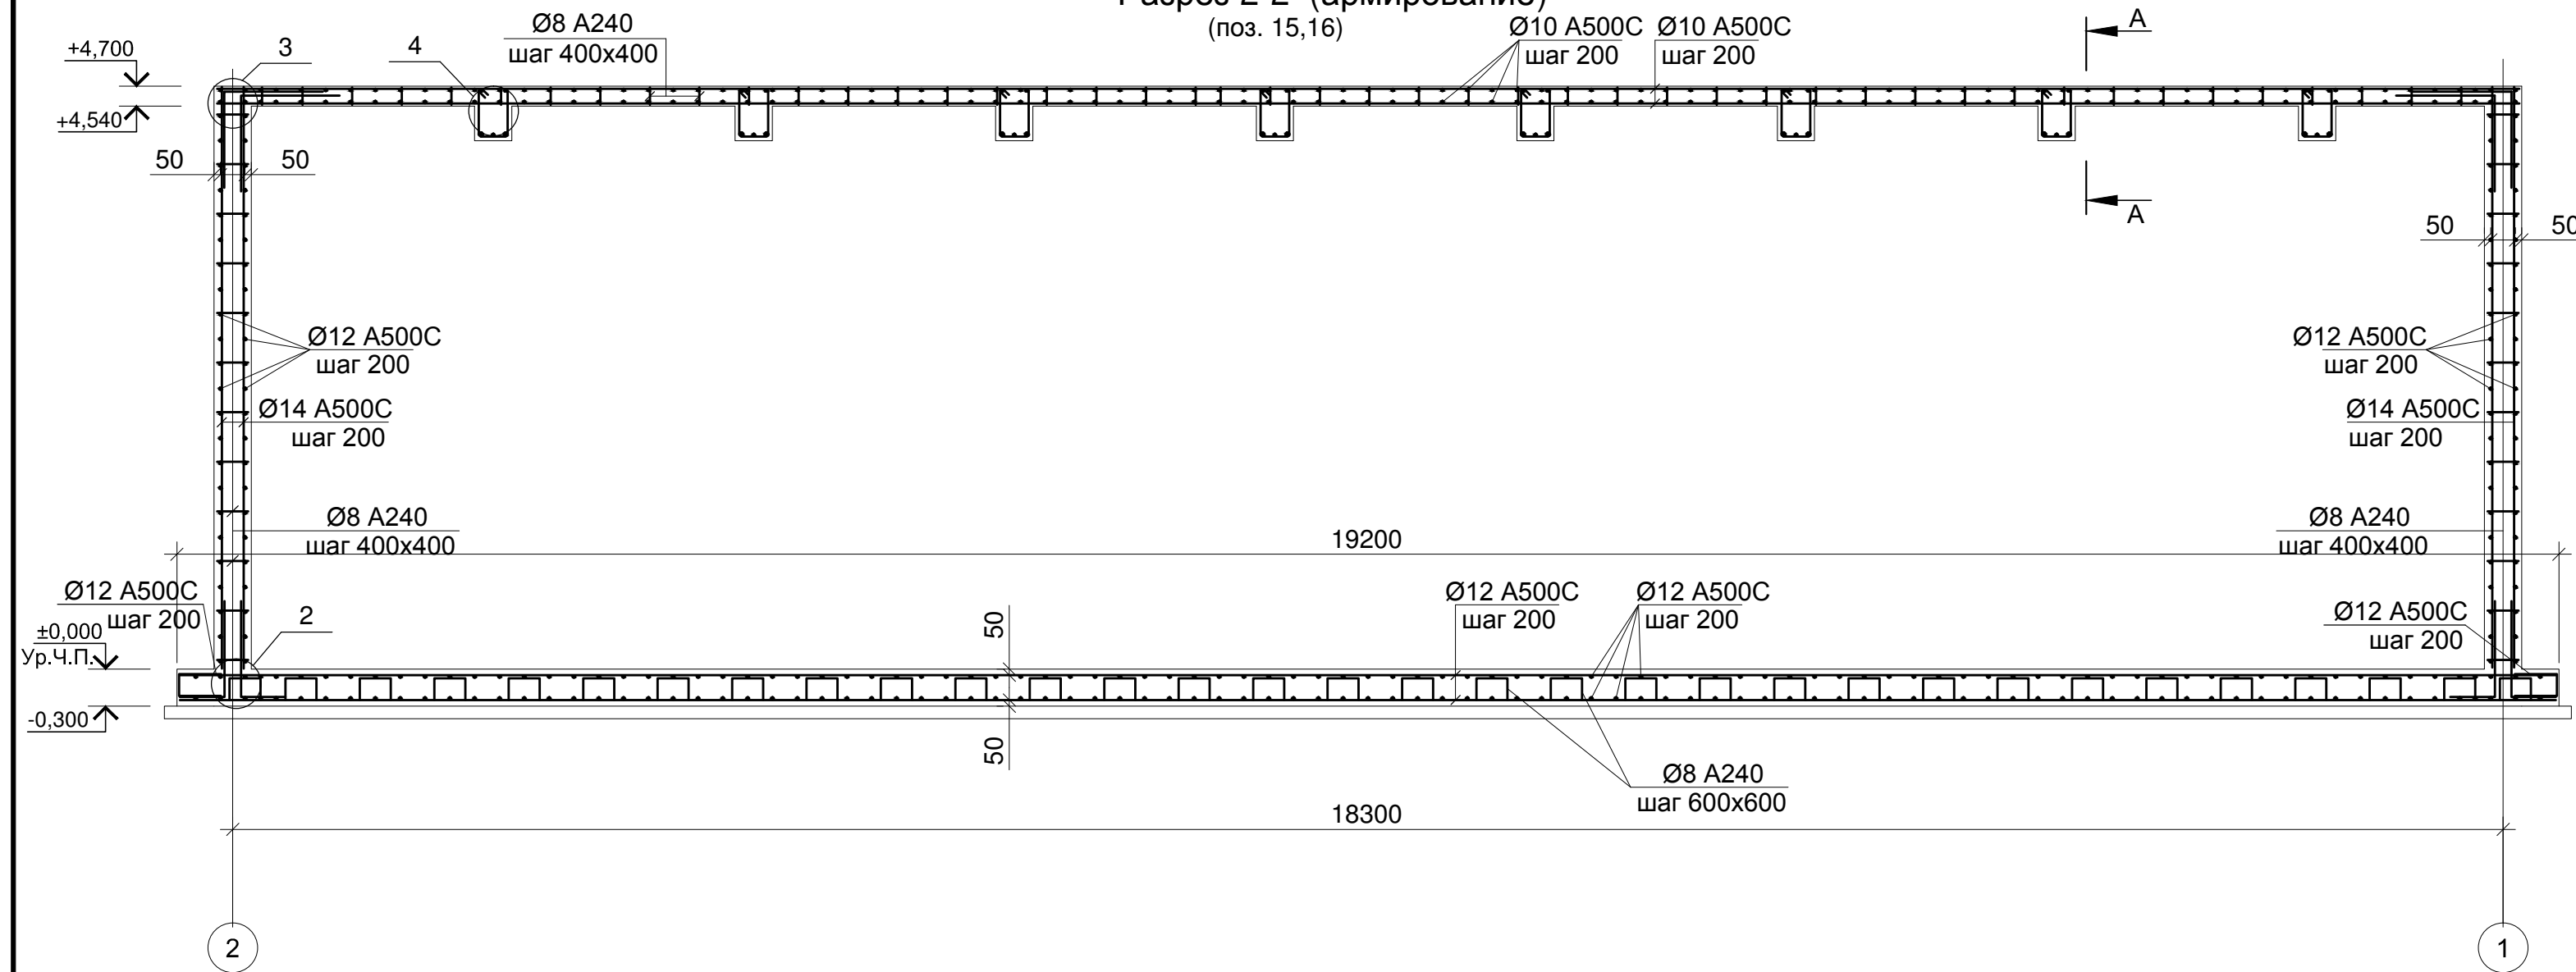 Разрез 2-2 (армирование)
(поз. 15,16)
+4,700
3
4
Ø8 А240
шаг 400х400
Ø10 А500С
шаг 200
Ø10 А500С
шаг 200
А
+4,540
50
50
А
50
50
Ø12 А500С
шаг 200
Ø12 А500С
шаг 200
Ø14 А500С
шаг 200
Ø14 А500С
шаг 200
Ø8 А240
шаг 400х400
19200
Ø8 А240
шаг 400х400
Ø12 А500С
шаг 200
2
50
Ø12 А500С
шаг 200
Ø12 А500С
шаг 200
Ø12 А500С
шаг 200
±0,000
Ур.Ч.П.
-0,300
50
Ø8 А240
шаг 600х600
18300
2
1